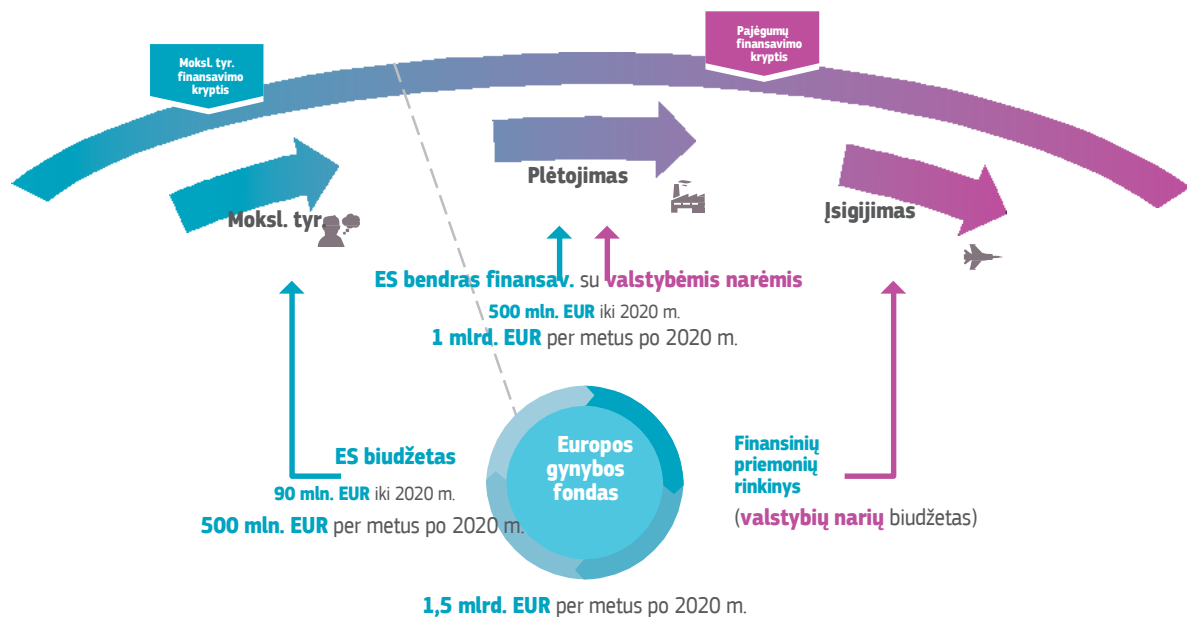 Moksl. tyr.
finansavimo
kryptis
Pajėgumų
finansavimo
kryptis
Moksl. tyr.
Plėtojimas
Įsigijimas
ES bendras finansav. su valstybėmis narėmis
500 mln. EUR iki 2020 m.
1 mlrd. EUR per metus po 2020 m.
ES biudžetas
90 mln. EUR iki 2020 m.
500 mln. EUR per metus po 2020 m.
Europos
gynybos
fondas
Finansinių
priemonių
rinkinys
(valstybių narių biudžetas)
1,5 mlrd. EUR per metus po 2020 m.